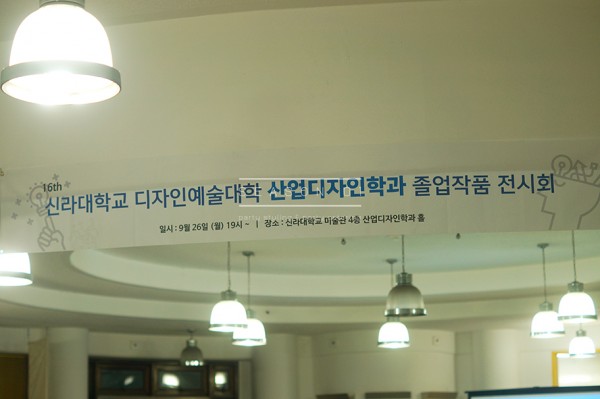 16th
신라대학교 디자인예술대학 산업디자인학과 졸업작품 전시회
일시 : 9월 26일 (월) 19시 ~ | 장소 : 신라대학교 미술관 4층 산업디자인학과 홀